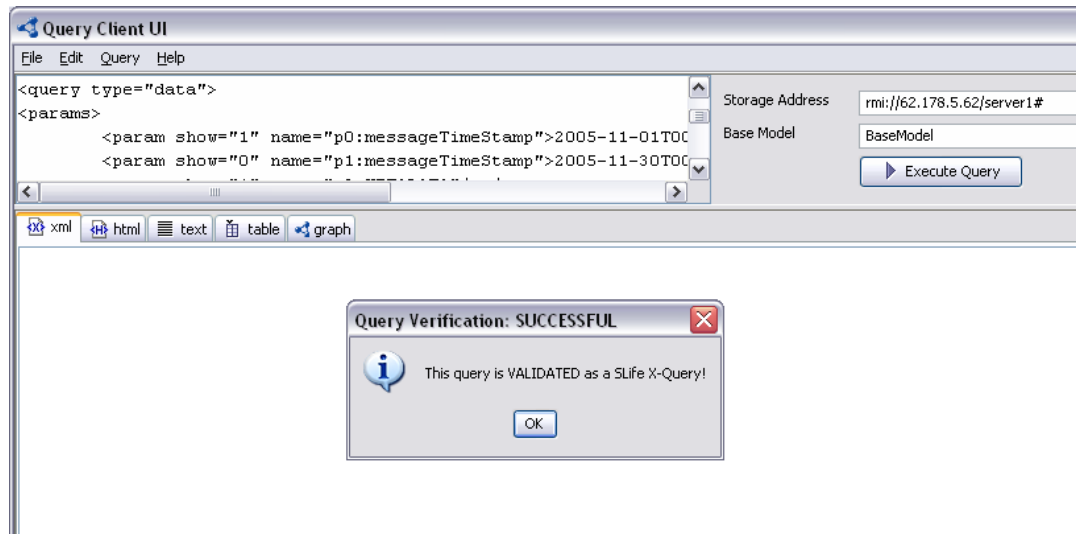 Query Client UI
File Edit Query Help
<query type="data">
<params>
<param show="1" name="p0:messageTimeStamp">2005-11-01T00
<param show="0" name="p1:messageTimeStamp">2005-11-30T00
Storage Address rmi://62.178.5.62/server1#
Base Model BaseModel
Execute Query
xml html text table graph
Query Verification: SUCCESSFUL
This query is VALIDATED as a SLife X-Query!
OK